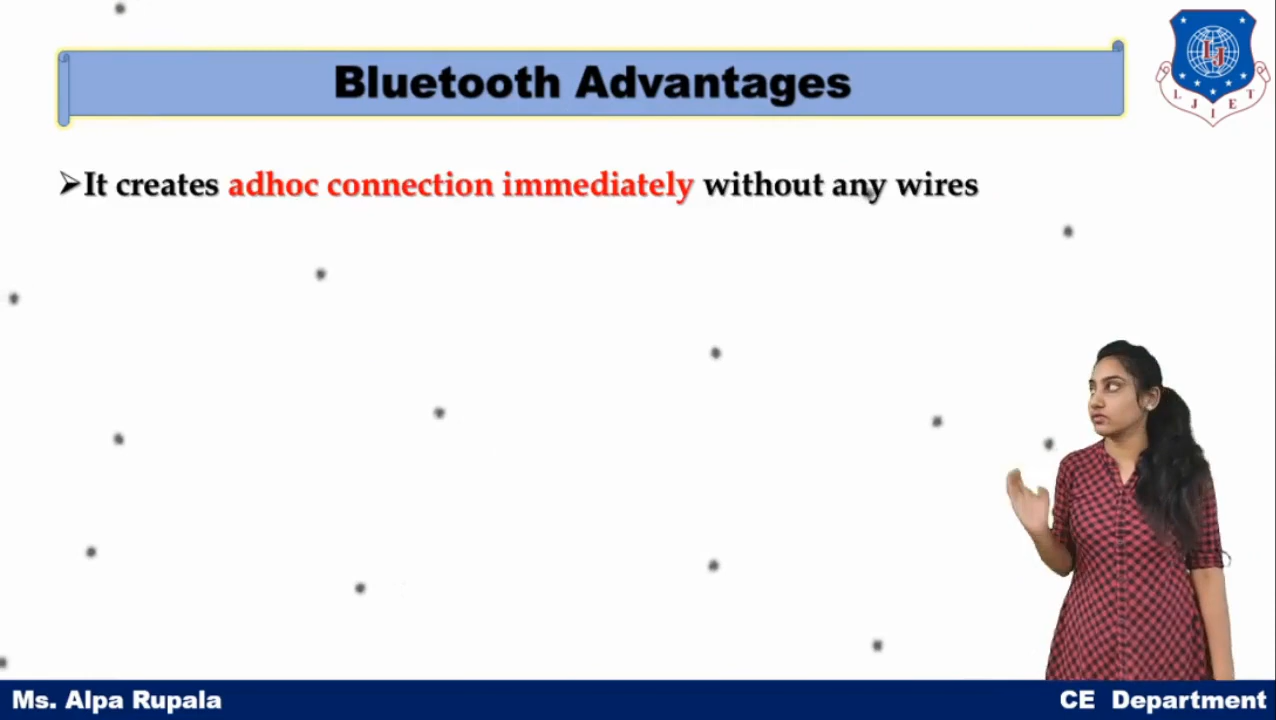 Bluetooth Advantages
L J I E T
➢It creates adhoc connection immediately without any wires
Ms. Alpa Rupala
CE Department